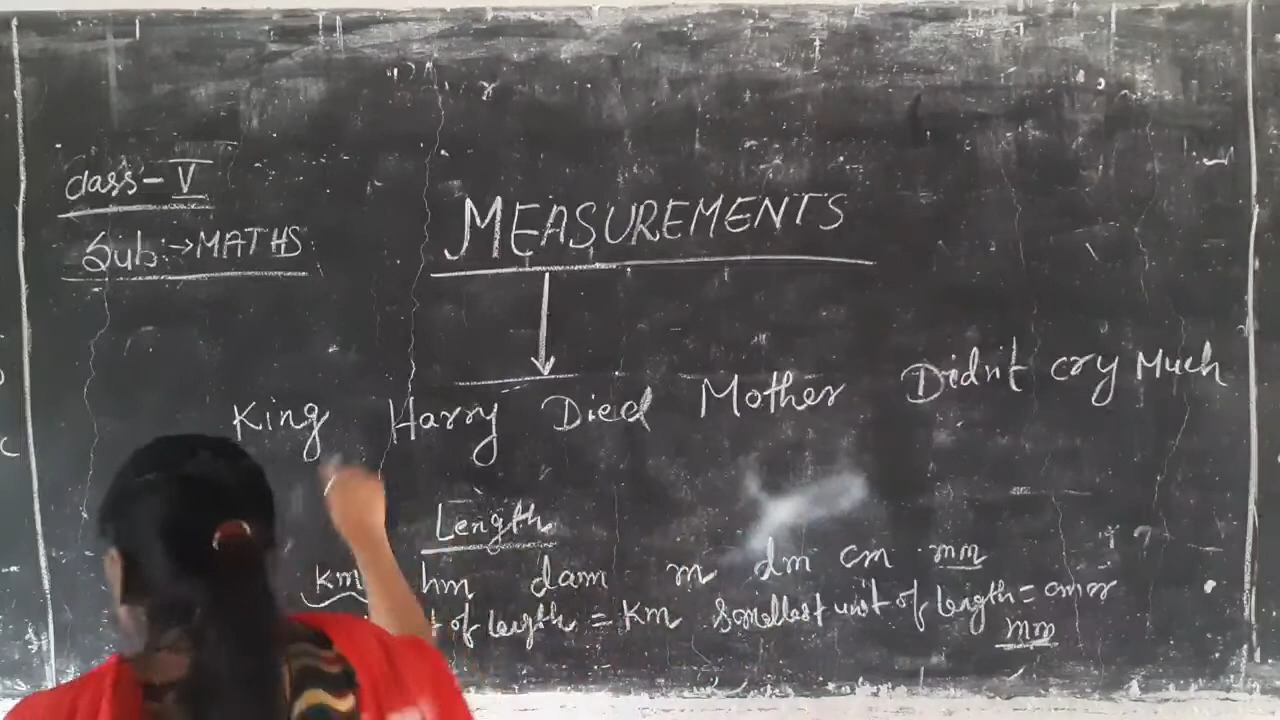 Class - V
Sub :→ MATHS
MEASUREMENTS
King Harry Died Mother Didn't cry Much
Length
km hm dam m dm cm mm
t of length = Km Smallest unit of length =
mm